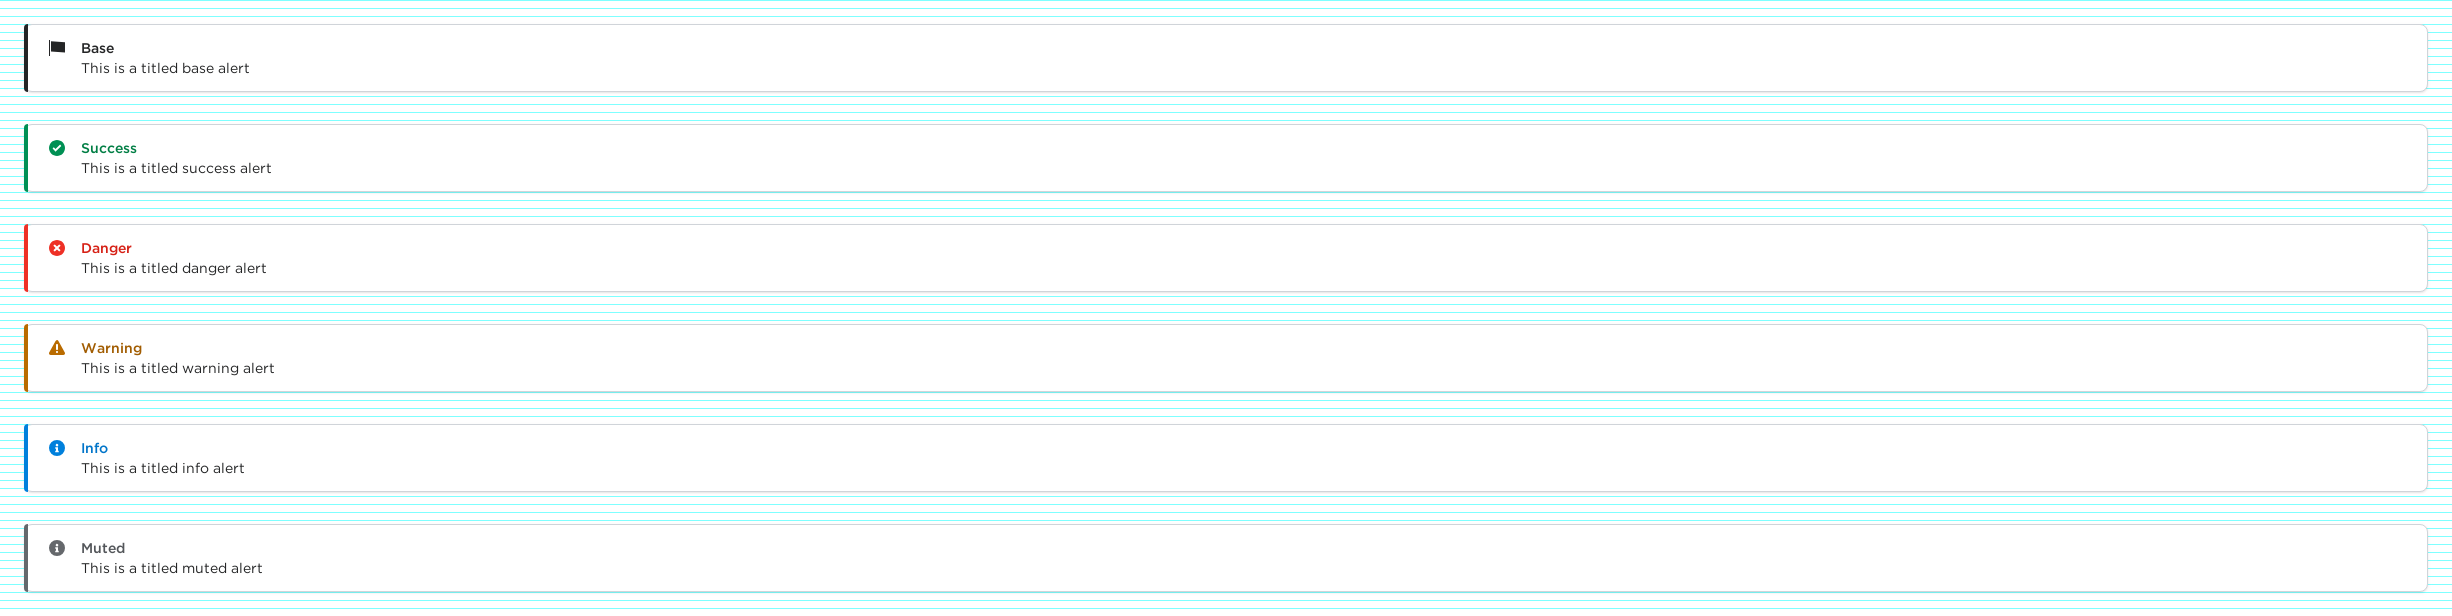 Base
This is a titled base alert
Success
This is a titled success alert
Danger
This is a titled danger alert
Warning
This is a titled warning alert
Info
This is a titled info alert
Muted
This is a titled muted alert